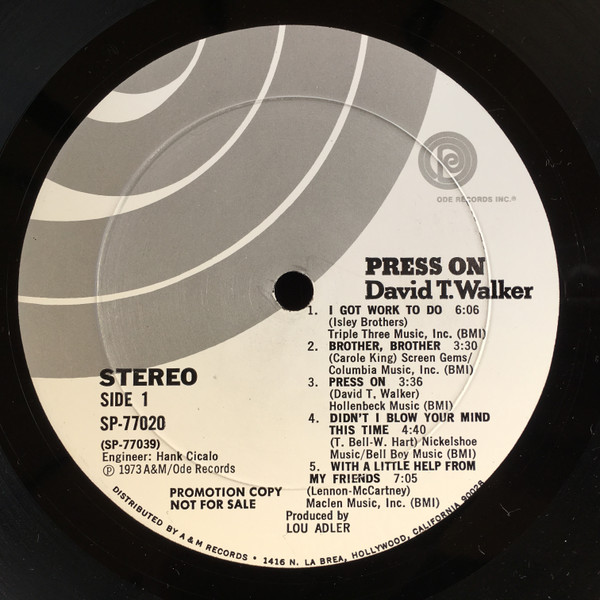 ODE RECORDS INC.®
PRESS ON
David T. Walker
1. I GOT WORK TO DO 6:06
(Isley Brothers)
Triple Three Music, Inc. (BMI)
2. BROTHER, BROTHER 3:30
(Carole King) Screen Gems/
Columbia Music, Inc. (BMI)
3. PRESS ON 3:36
(David T. Walker)
Hollenbeck Music (BMI)
4. DIDN'T I BLOW YOUR MIND
THIS TIME 4:40
(T. Bell-W. Hart) Nickelshoe
Music/Bell Boy Music (BMI)
5. WITH A LITTLE HELP FROM
MY FRIENDS 7:05
(Lennon-McCartney)
Maclen Music, Inc. (BMI)
Produced by
LOU ADLER
STEREO
SIDE 1
SP-77020
(SP-77039)
Engineer: Hank Cicalo
℗ 1973 A&M/Ode Records
PROMOTION COPY
NOT FOR SALE
DISTRIBUTED BY A & M RECORDS • 1416 N. LA BREA, HOLLYWOOD, CALIFORNIA 90028